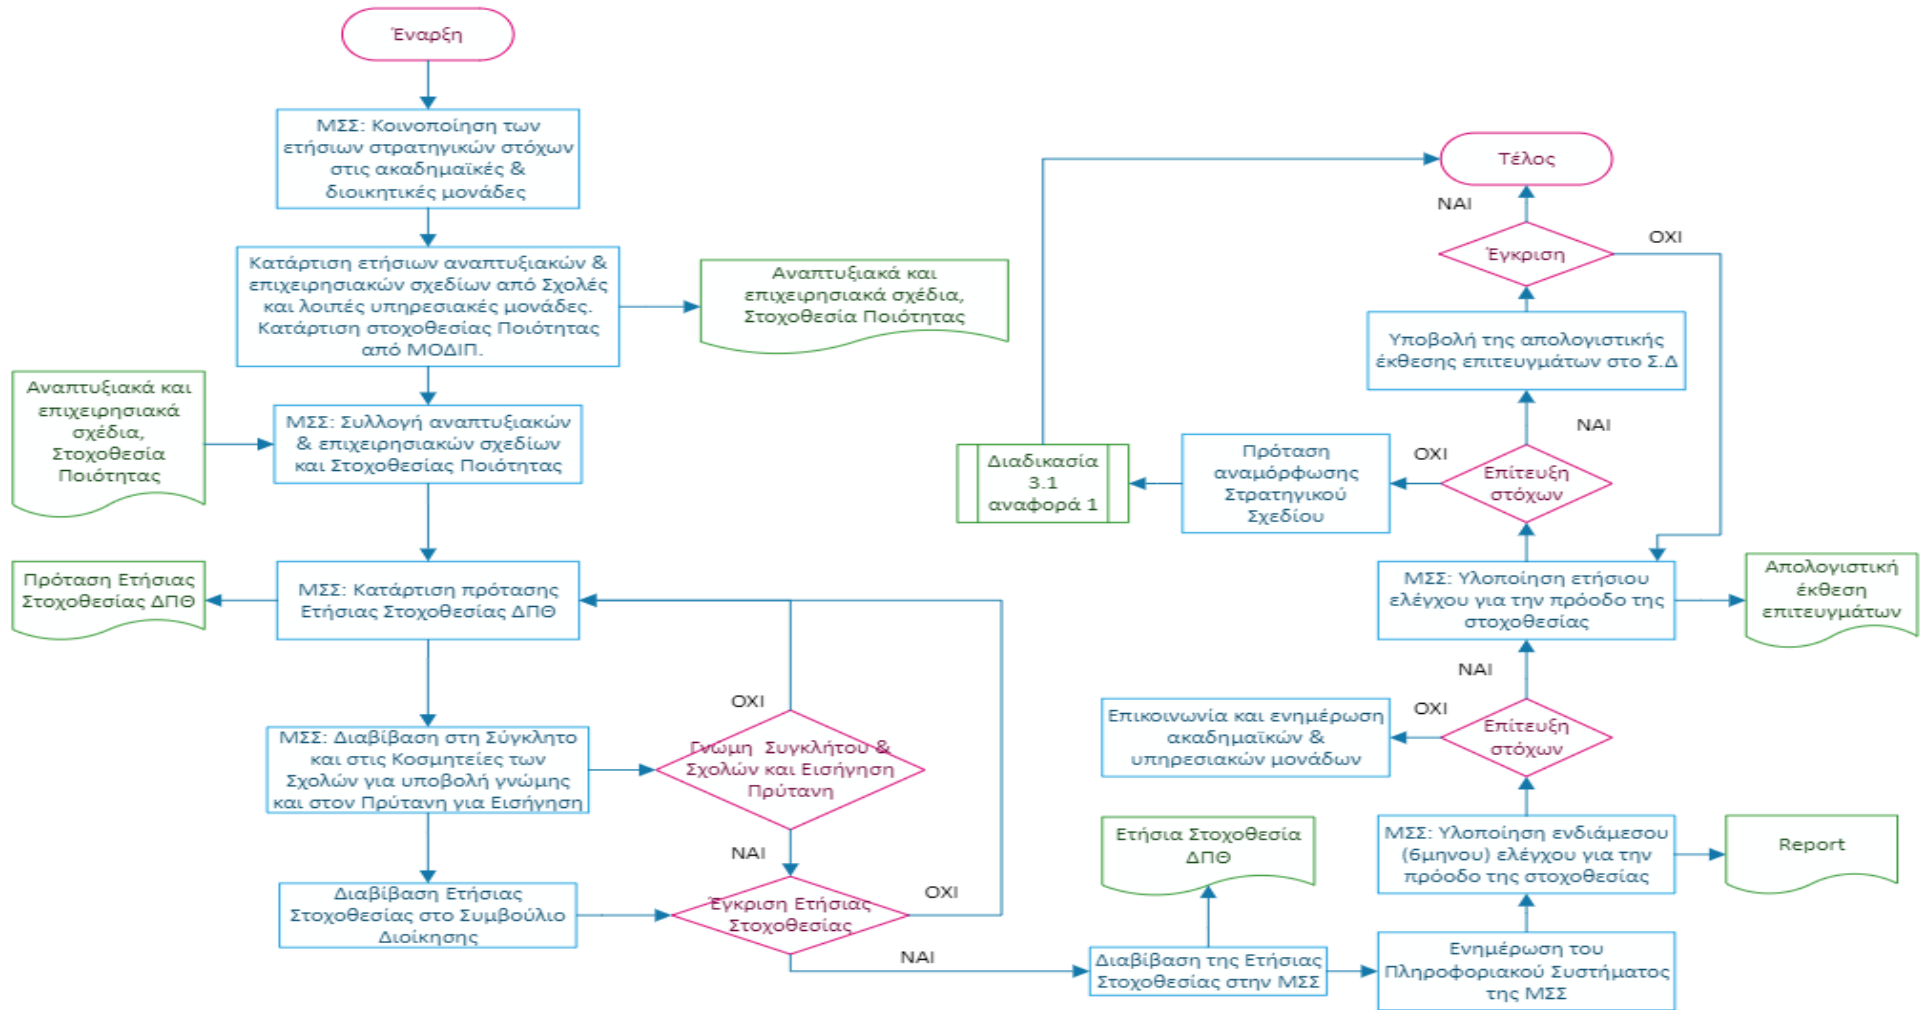 Έναρξη
ΜΣΣ: Κοινοποίηση των
ετήσιων στρατηγικών στόχων
στις ακαδημαϊκές &
διοικητικές μονάδες
Κατάρτιση ετήσιων αναπτυξιακών &
επιχειρησιακών σχεδίων από Σχολές
και λοιπές υπηρεσιακές μονάδες.
Κατάρτιση στοχοθεσίας Ποιότητας
από ΜΟΔΙΠ.
Αναπτυξιακά και
επιχειρησιακά σχέδια,
Στοχοθεσία Ποιότητας
Αναπτυξιακά και
επιχειρησιακά
σχέδια,
Στοχοθεσία
Ποιότητας
ΜΣΣ: Συλλογή αναπτυξιακών
& επιχειρησιακών σχεδίων
και Στοχοθεσίας Ποιότητας
Πρόταση Ετήσιας
Στοχοθεσίας ΔΠΘ
ΜΣΣ: Κατάρτιση πρότασης
Ετήσιας Στοχοθεσίας ΔΠΘ
ΜΣΣ: Διαβίβαση στη Σύγκλητο
και στις Κοσμητείες των
Σχολών για υποβολή γνώμης
και στον Πρύτανη για Εισήγηση
ΟΧΙ
Γνωμη Συγκλήτου &
Σχολών και Εισήγηση
Πρύτανη
ΝΑΙ
Διαβίβαση Ετήσιας
Στοχοθεσίας στο Συμβούλιο
Διοίκησης
Έγκριση Ετήσιας
Στοχοθεσίας
ΟΧΙ
ΝΑΙ
Διαβίβαση της Ετήσιας
Στοχοθεσίας στην ΜΣΣ
Ετήσια Στοχοθεσία
ΔΠΘ
Ενημέρωση του
Πληροφοριακού Συστήματος
της ΜΣΣ
ΜΣΣ: Υλοποίηση ενδιάμεσου
(6μηνου) ελέγχου για την
πρόοδο της στοχοθεσίας
Report
Επίτευξη
στόχων
ΟΧΙ
Επικοινωνία και ενημέρωση
ακαδημαϊκών &
υπηρεσιακών μονάδων
ΝΑΙ
ΜΣΣ: Υλοποίηση ετήσιου
ελέγχου για την πρόοδο της
στοχοθεσίας
Απολογιστική
έκθεση
επιτευγμάτων
Επίτευξη
στόχων
ΟΧΙ
Πρόταση
αναμόρφωσης
Στρατηγικού
Σχεδίου
Διαδικασία
3.1
αναφορά 1
ΝΑΙ
Υποβολή της απολογιστικής
έκθεσης επιτευγμάτων στο Σ.Δ
Έγκριση
ΟΧΙ
ΝΑΙ
Τέλος